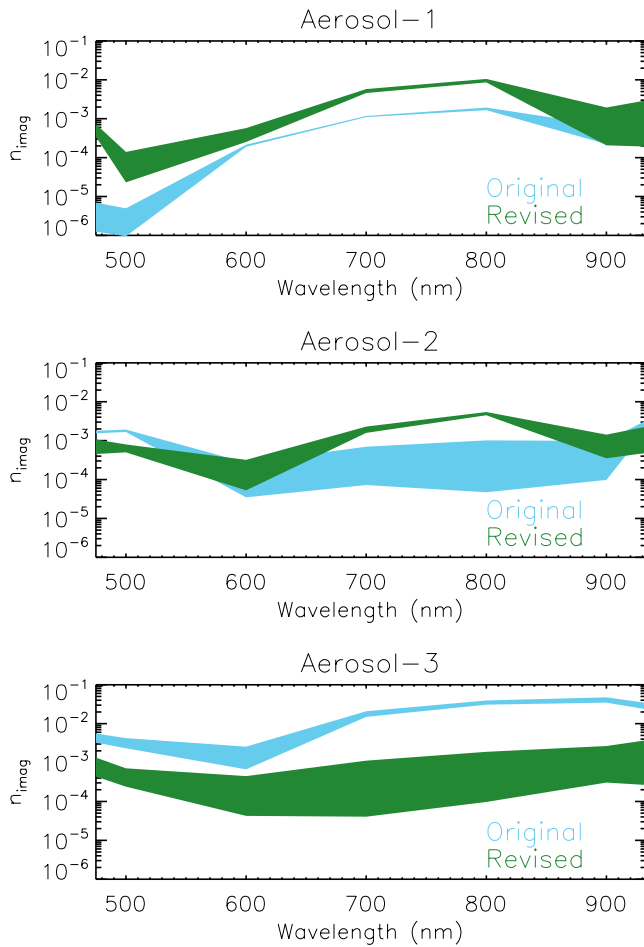 Aerosol-1
10^-1
10^-2
10^-3
10^-4
10^-5
10^-6
n_imag
Original
Revised
500 600 700 800 900
Wavelength (nm)
Aerosol-2
10^-1
10^-2
10^-3
10^-4
10^-5
10^-6
n_imag
Original
Revised
500 600 700 800 900
Wavelength (nm)
Aerosol-3
10^-1
10^-2
10^-3
10^-4
10^-5
10^-6
n_imag
Original
Revised
500 600 700 800 900
Wavelength (nm)